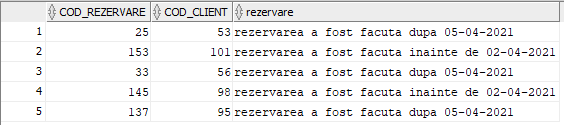 COD_REZERVARE COD_CLIENT rezervare
1 25 53 rezervarea a fost facuta dupa 05-04-2021
2 153 101 rezervarea a fost facuta inainte de 02-04-2021
3 33 56 rezervarea a fost facuta dupa 05-04-2021
4 145 98 rezervarea a fost facuta inainte de 02-04-2021
5 137 95 rezervarea a fost facuta dupa 05-04-2021